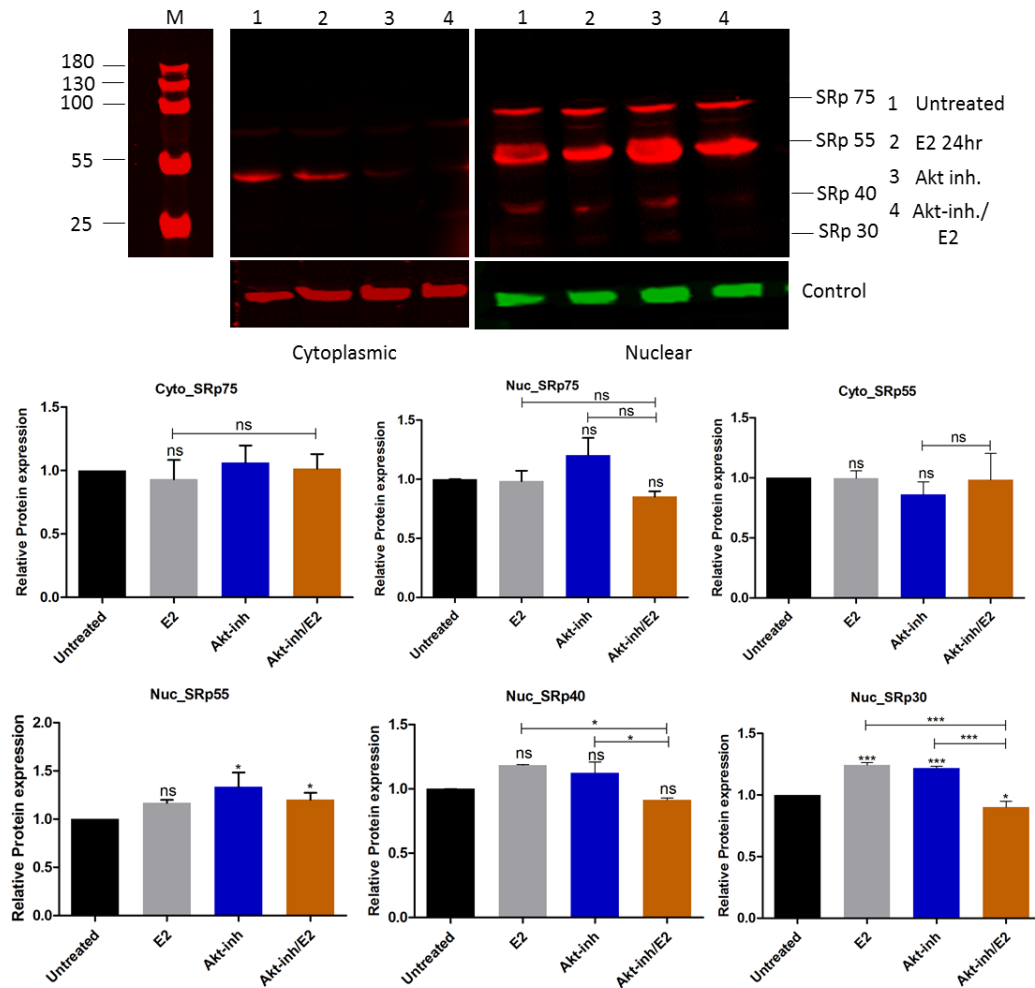 M 1 2 3 4 1 2 3 4
180
130
100
55
25
SRp 75
SRp 55
SRp 40
SRp 30
1 Untreated
2 E2 24hr
3 Akt inh.
4 Akt-inh./
E2
Control
Cytoplasmic Nuclear
Cyto_SRp75
Relative Protein expression
1.5
1.0
0.5
0.0
ns
ns
Untreated E2 Akt-inh Akt-inh/E2
Nuc_SRp75
Relative Protein expression
1.5
1.0
0.5
0.0
ns
ns
ns
ns
Untreated E2 Akt-inh Akt-inh/E2
Cyto_SRp55
Relative Protein expression
1.5
1.0
0.5
0.0
ns
ns
ns
Untreated E2 Akt-inh Akt-inh/E2
Nuc_SRp55
Relative Protein expression
2.0
1.5
1.0
0.5
0.0
ns
*
*
Untreated E2 Akt-inh Akt-inh/E2
Nuc_SRp40
Relative Protein expression
1.5
1.0
0.5
0.0
*
*
ns
ns
ns
Untreated E2 Akt-inh Akt-inh/E2
Nuc_SRp30
Relative Protein expression
1.5
1.0
0.5
0.0
***
***
***
***
*
Untreated E2 Akt-inh Akt-inh/E2